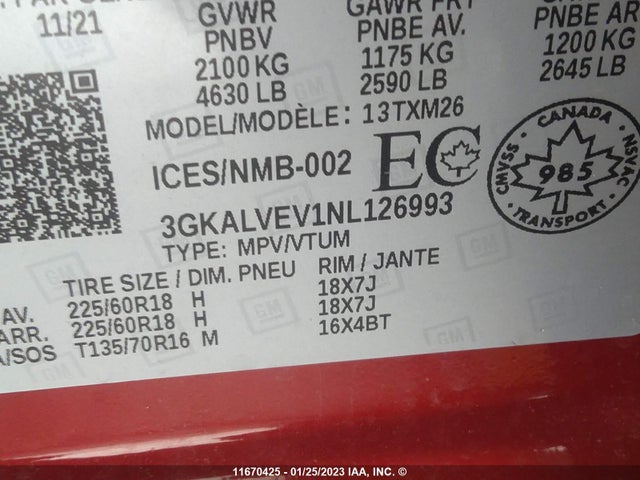 11/21
GVWR
PNBV
2100 KG
4630 LB
GAWR FRT
PNBE AV.
1175 KG
2590 LB
PNBE AR
1200 KG
2645 LB
MODEL/MODÈLE: 13TXM26
ICES/NMB-002 EC
CANADA
CMVSS
NSVAC
985
3GKALVEV1NL126993
TYPE: MPV/VTUM
TIRE SIZE / DIM. PNEU RIM / JANTE
AV. 225/60R18 H 18X7J
ARR. 225/60R18 H 18X7J
A/SOS T135/70R16 M 16X4BT
GM
11670425 - 01/25/2023 IAA, INC. ©